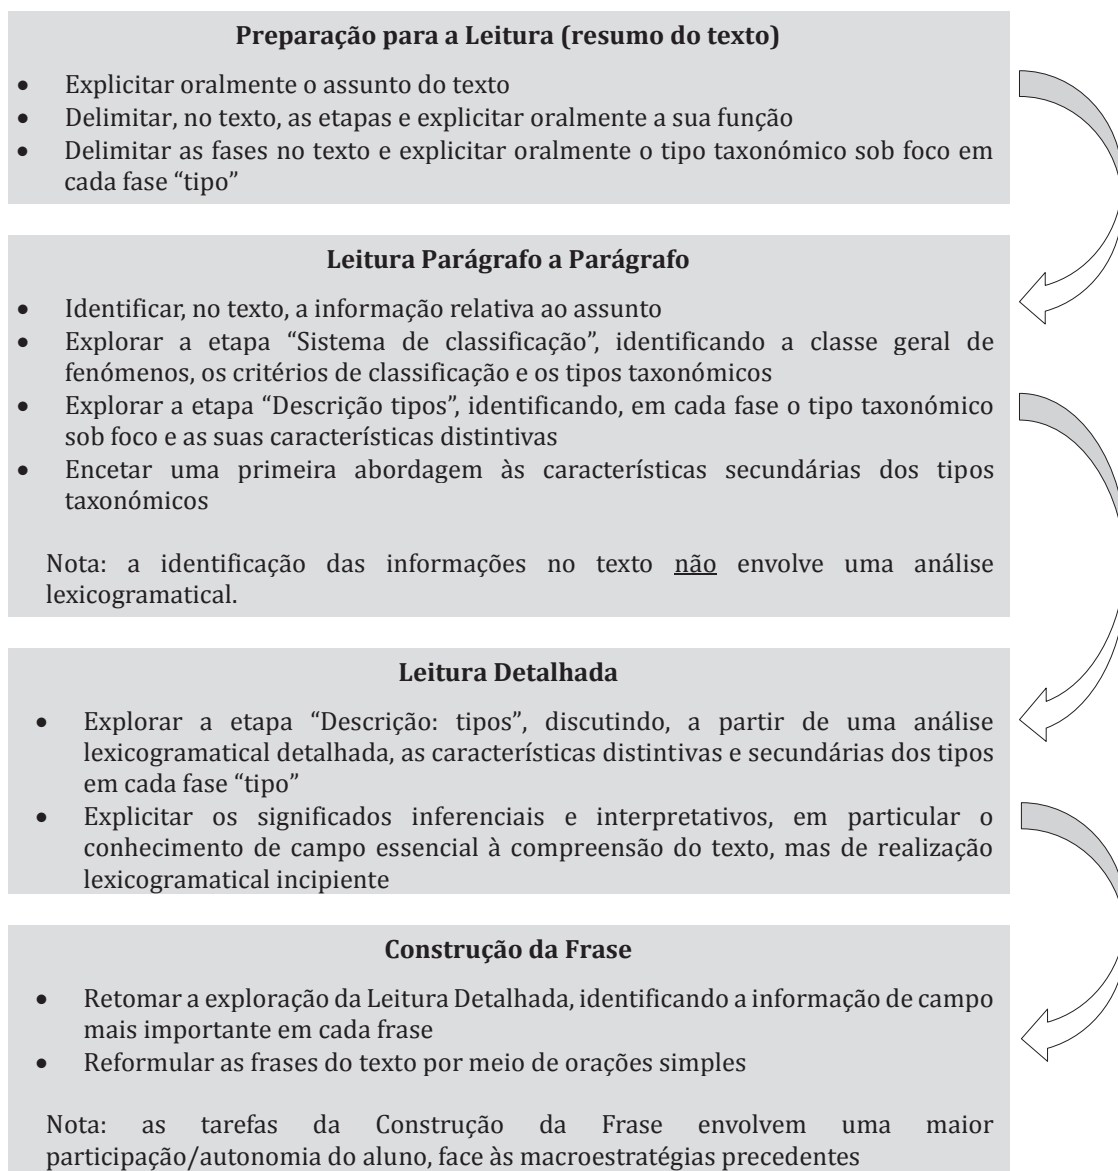 Preparação para a Leitura (resumo do texto)
• Explicitar oralmente o assunto do texto
• Delimitar, no texto, as etapas e explicitar oralmente a sua função
• Delimitar as fases no texto e explicitar oralmente o tipo taxonómico sob foco em
cada fase “tipo”
Leitura Parágrafo a Parágrafo
• Identificar, no texto, a informação relativa ao assunto
• Explorar a etapa “Sistema de classificação”, identificando a classe geral de
fenómenos, os critérios de classificação e os tipos taxonómicos
• Explorar a etapa “Descrição tipos”, identificando, em cada fase o tipo taxonómico
sob foco e as suas características distintivas
• Encetar uma primeira abordagem às características secundárias dos tipos
taxonómicos
Nota: a identificação das informações no texto não envolve uma análise
lexicogramatical.
Leitura Detalhada
• Explorar a etapa “Descrição: tipos”, discutindo, a partir de uma análise
lexicogramatical detalhada, as características distintivas e secundárias dos tipos
em cada fase “tipo”
• Explicitar os significados inferenciais e interpretativos, em particular o
conhecimento de campo essencial à compreensão do texto, mas de realização
lexicogramatical incipiente
Construção da Frase
• Retomar a exploração da Leitura Detalhada, identificando a informação de campo
mais importante em cada frase
• Reformular as frases do texto por meio de orações simples
Nota: as tarefas da Construção da Frase envolvem uma maior
participação/autonomia do aluno, face às macroestratégias precedentes